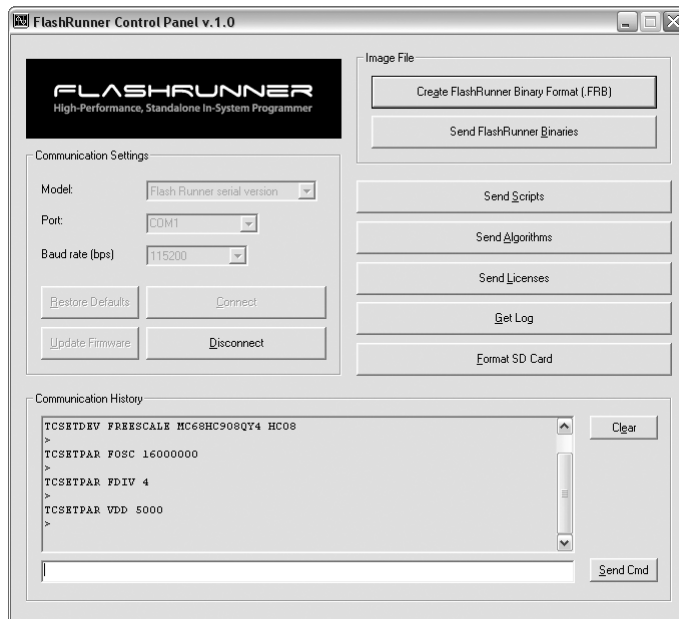 FlashRunner Control Panel v.1.0
FLASHRUNNER
High-Performance, Standalone In-System Programmer
Image File
Create FlashRunner Binary Format (.FRB)
Send FlashRunner Binaries
Communication Settings
Model:
Flash Runner serial version
Port:
COM1
Baud rate (bps)
115200
Restore Defaults
Connect
Update Firmware
Disconnect
Send Scripts
Send Algorithms
Send Licenses
Get Log
Format SD Card
Communication History
TCSETDEV FREESCALE MC68HC908QY4 HC08
>
TCSETPAR FOSC 16000000
>
TCSETPAR FDIV 4
>
TCSETPAR VDD 5000
>
Clear
Send Cmd